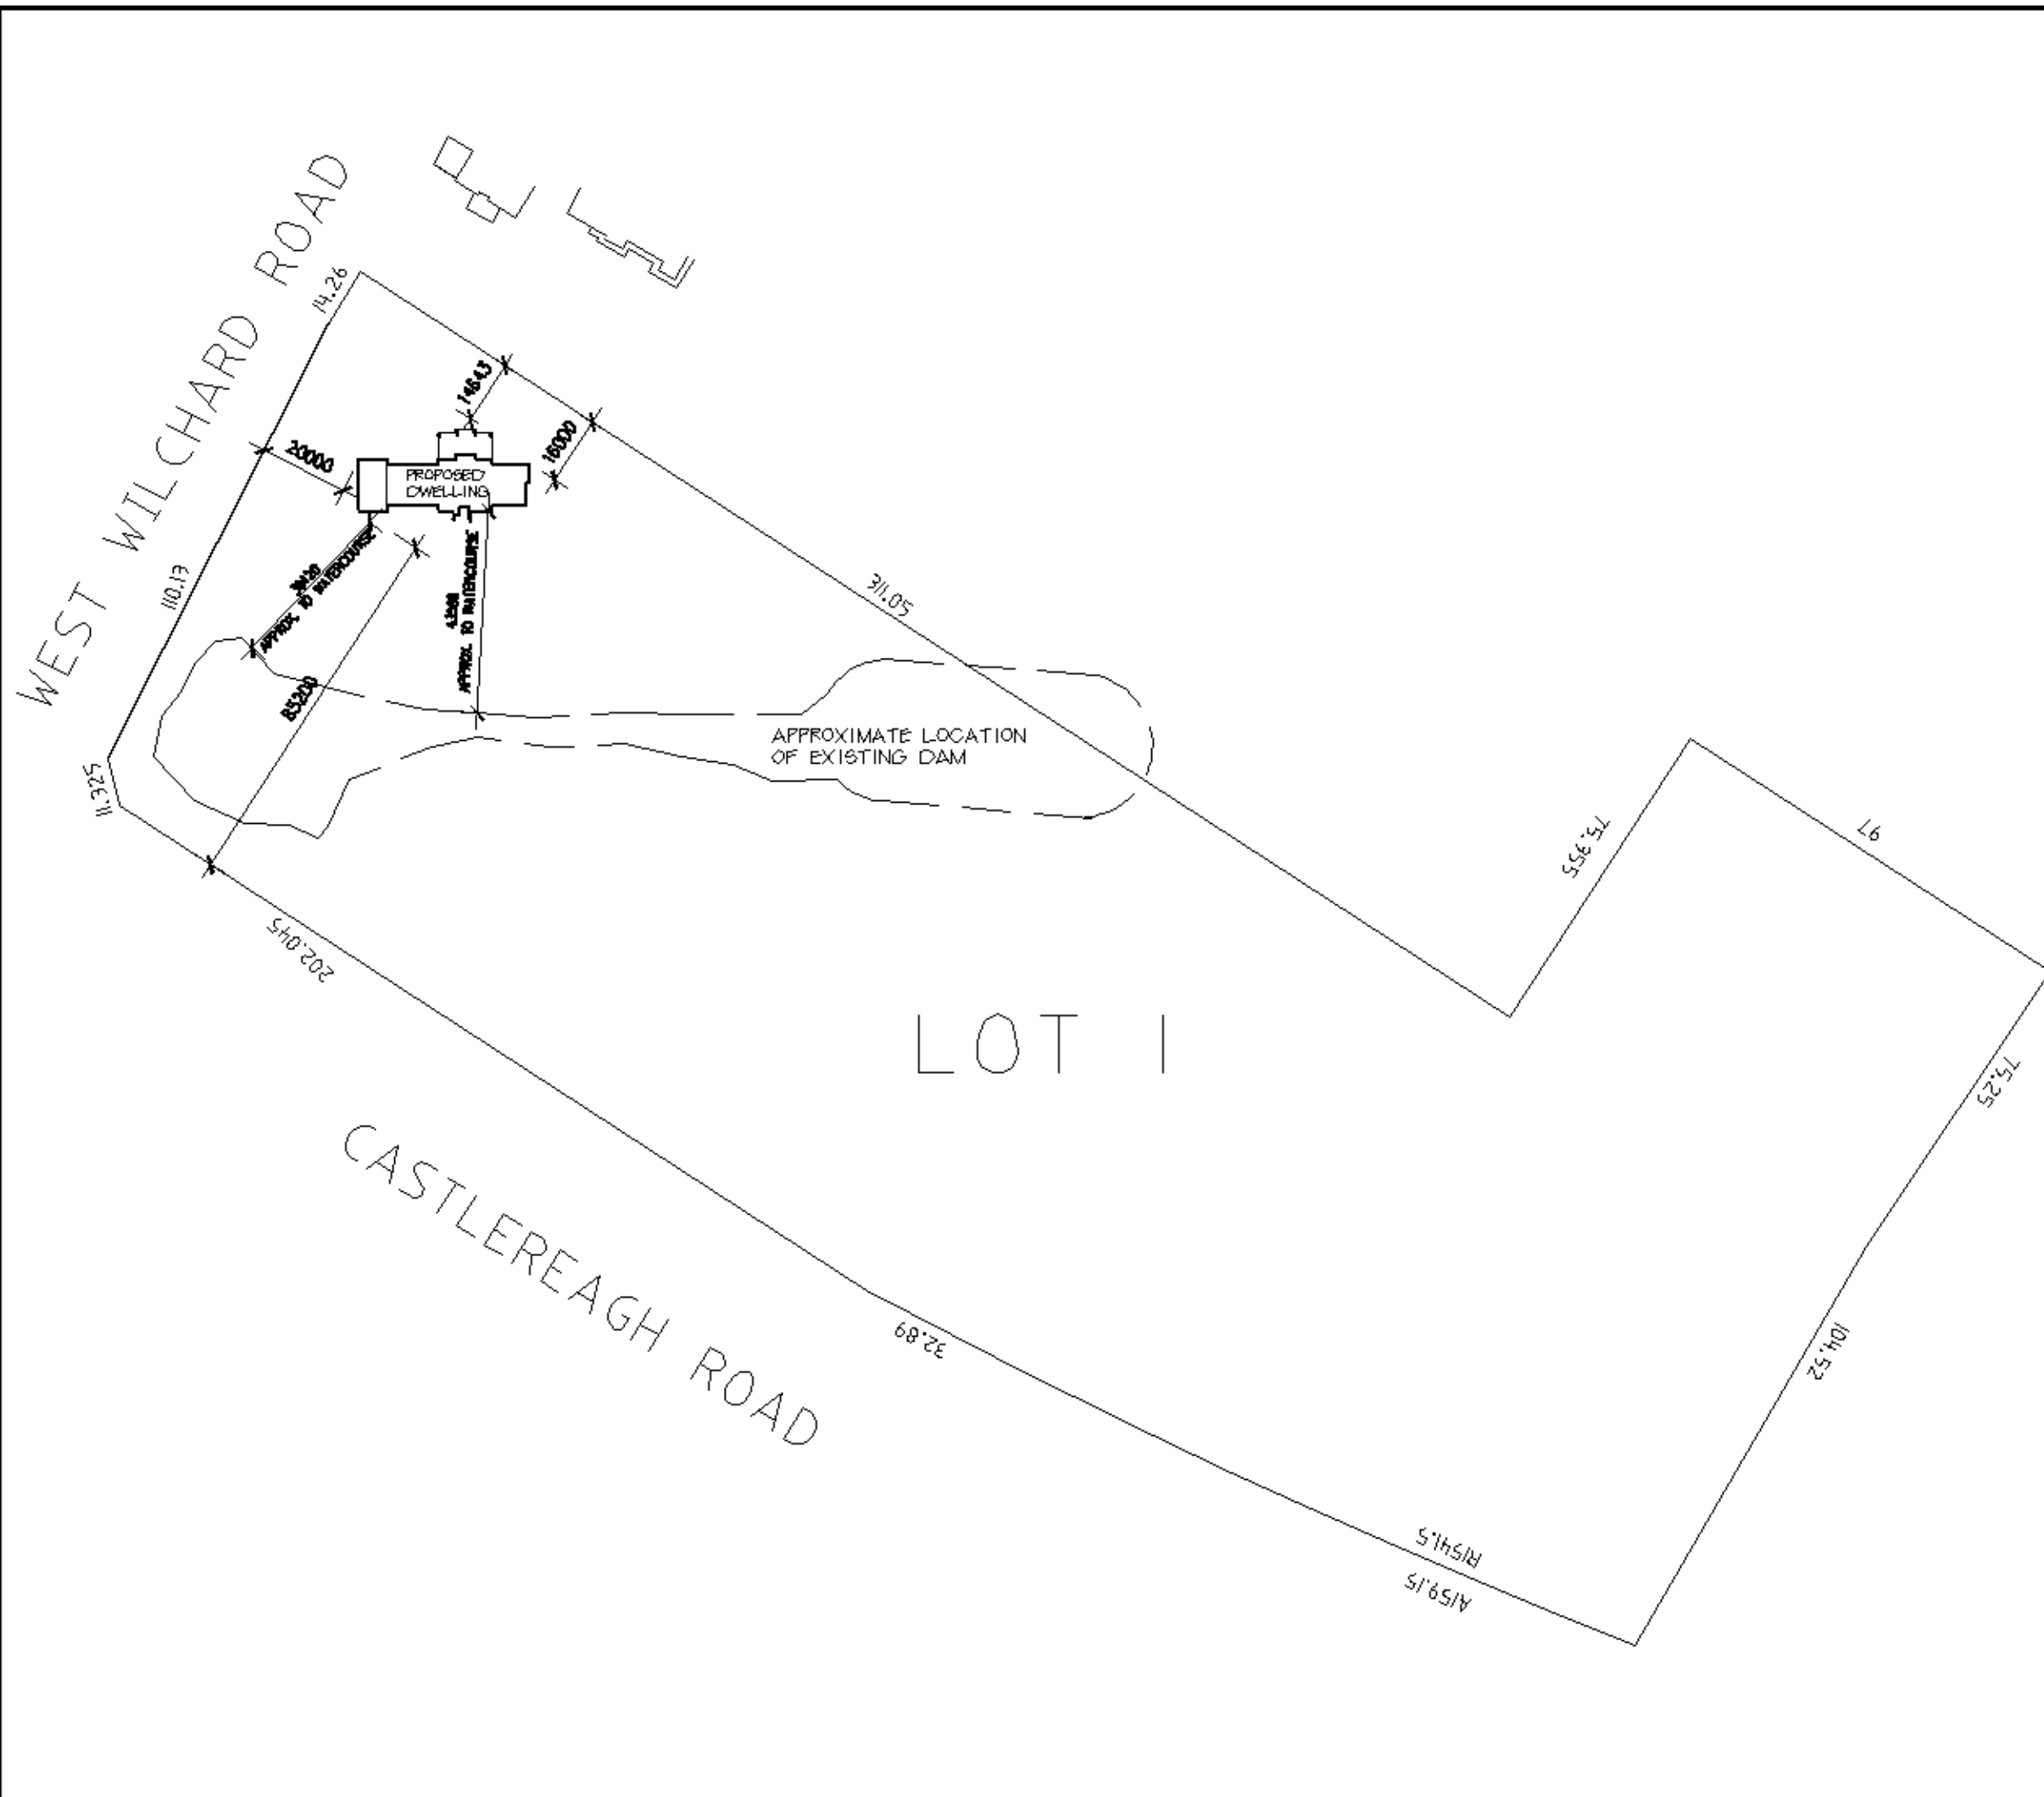 WEST WILCHARD ROAD
14.26
14643
16000
20000
PROPOSED
DWELLING
APPROX. TO WATERCOURSE
APPROX. TO WATERCOURSE
110.13
85200
311.05
APPROXIMATE LOCATION
OF EXISTING DAM
11.325
202.045
75.355
97
75.25
LOT 1
CASTLEREAGH ROAD
32.89
104.52
R1541.5
A159.15